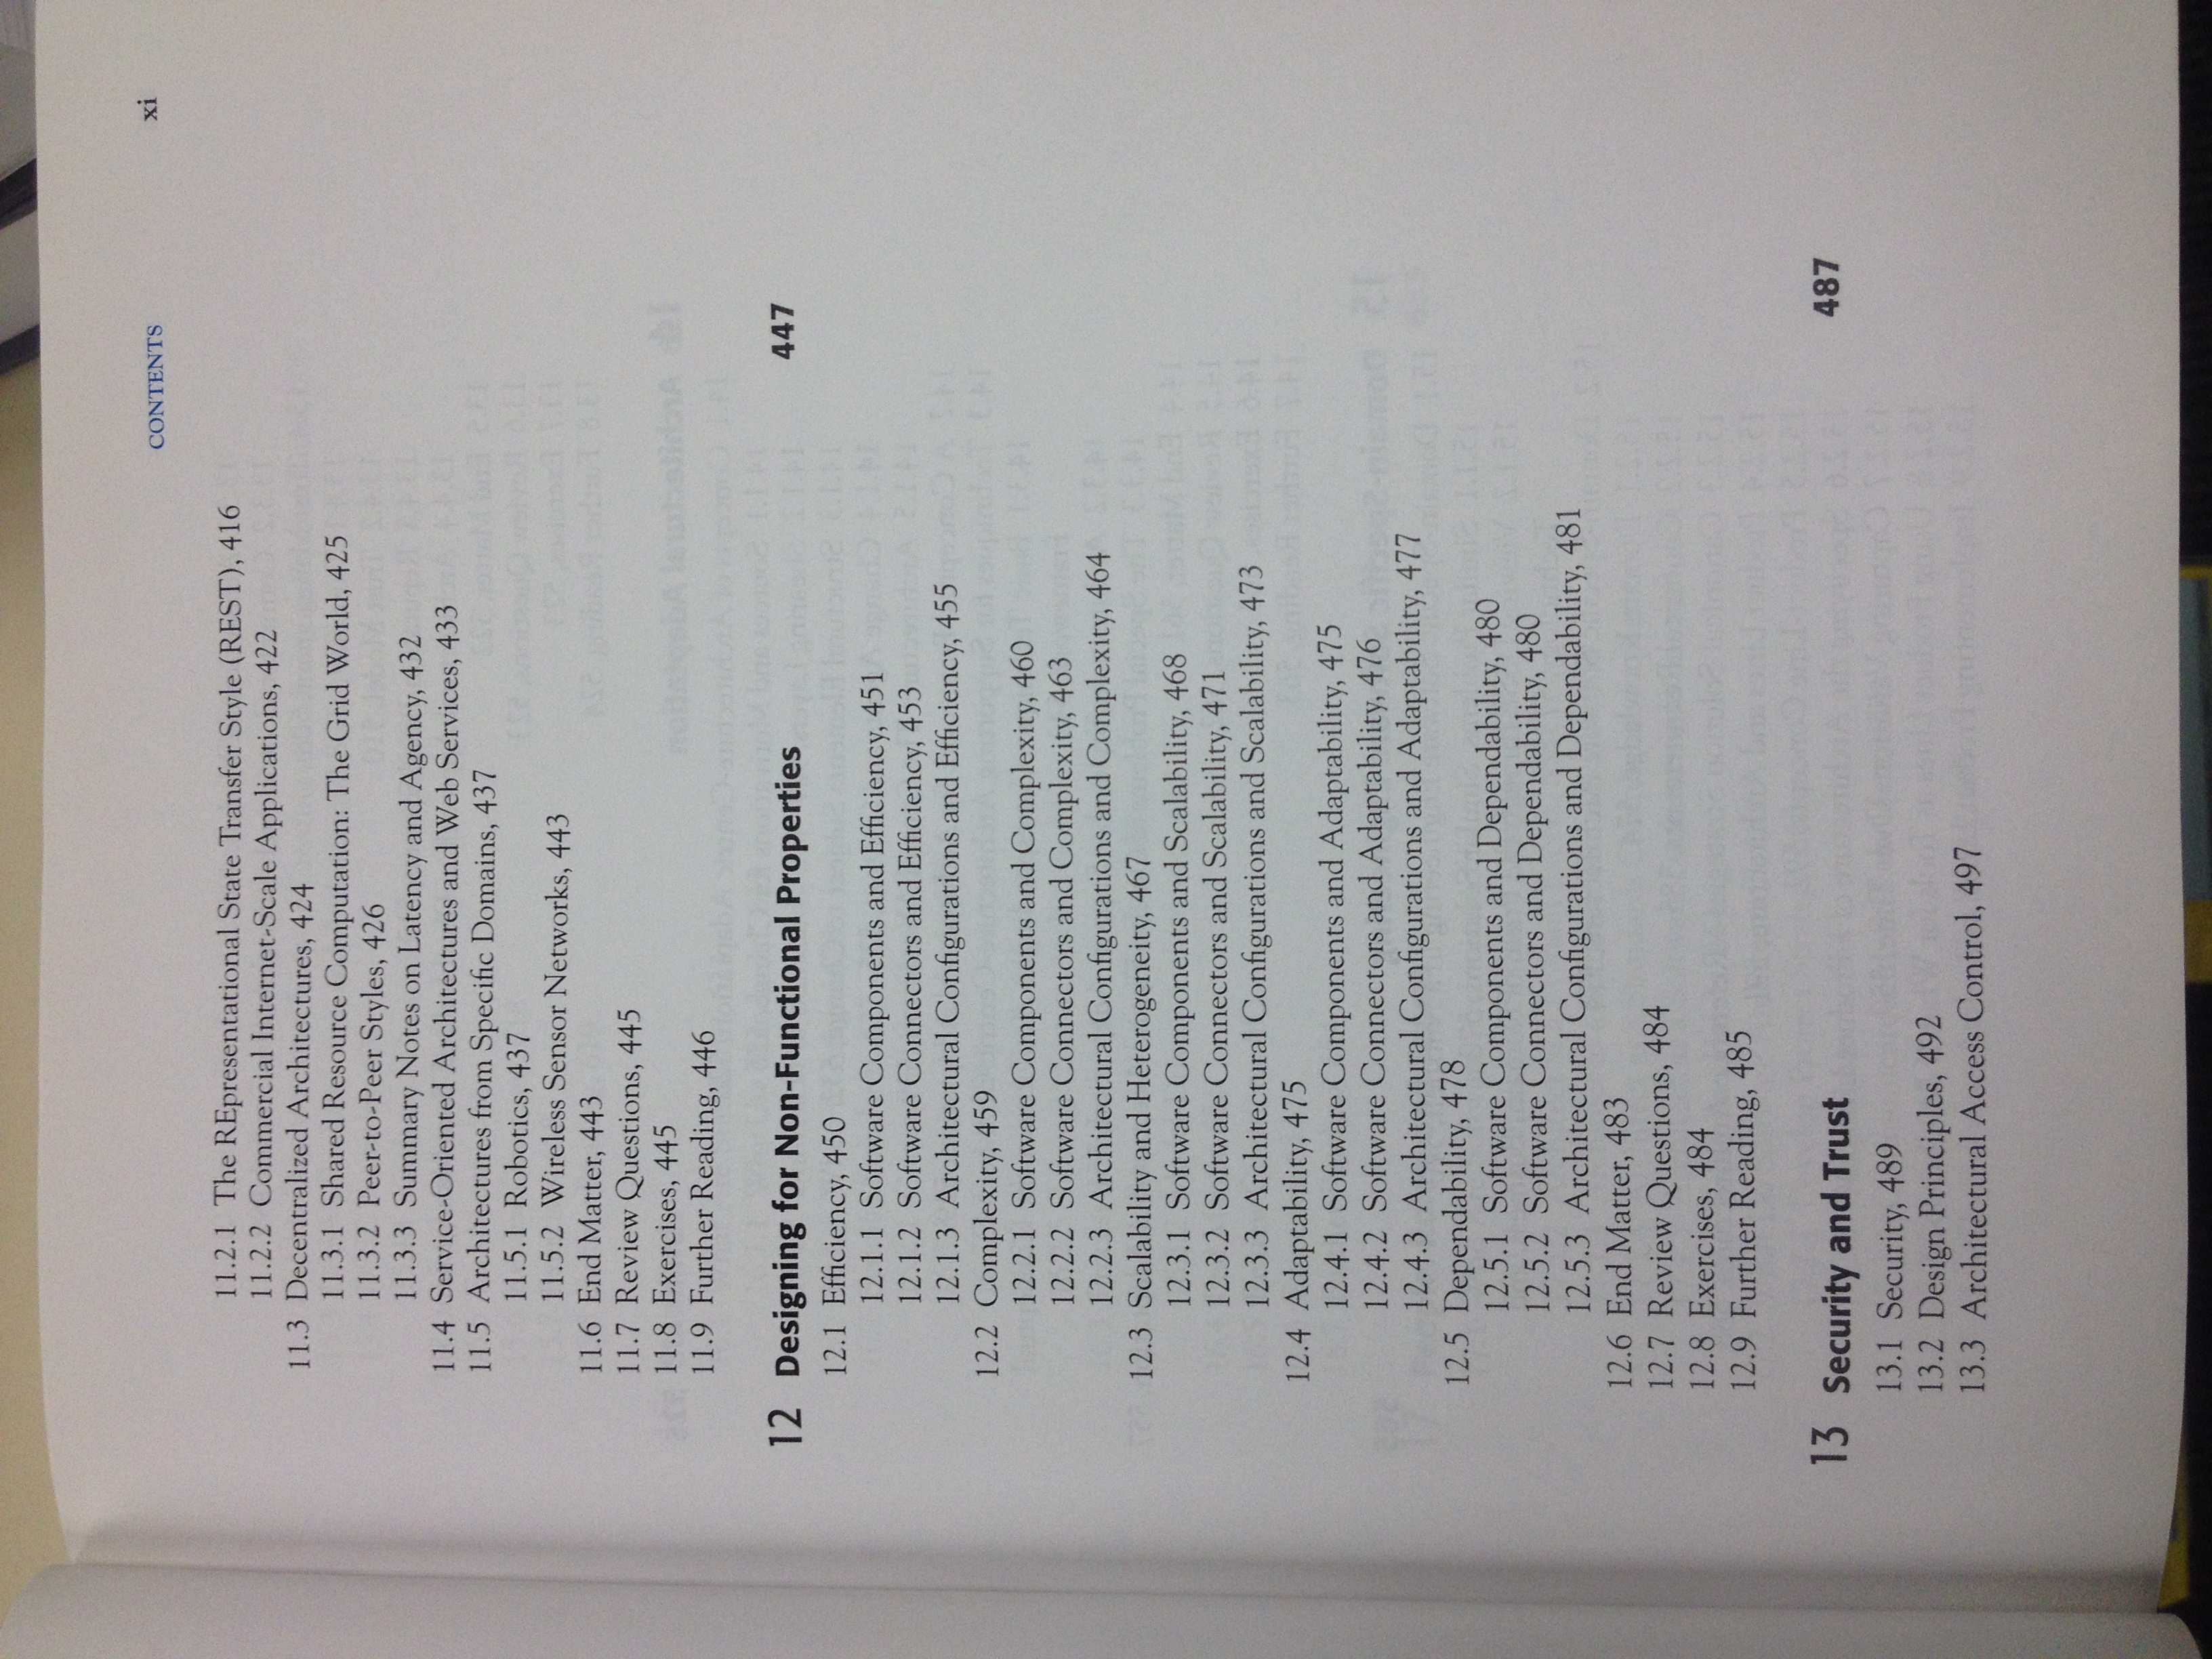 CONTENTS xi
11.2.1 The REpresentational State Transfer Style (REST), 416
11.2.2 Commercial Internet-Scale Applications, 422
11.3 Decentralized Architectures, 424
11.3.1 Shared Resource Computation: The Grid World, 425
11.3.2 Peer-to-Peer Styles, 426
11.3.3 Summary Notes on Latency and Agency, 432
11.4 Service-Oriented Architectures and Web Services, 433
11.5 Architectures from Specific Domains, 437
11.5.1 Robotics, 437
11.5.2 Wireless Sensor Networks, 443
11.6 End Matter, 443
11.7 Review Questions, 445
11.8 Exercises, 445
11.9 Further Reading, 446
12 Designing for Non-Functional Properties 447
12.1 Efficiency, 450
12.1.1 Software Components and Efficiency, 451
12.1.2 Software Connectors and Efficiency, 453
12.1.3 Architectural Configurations and Efficiency, 455
12.2 Complexity, 459
12.2.1 Software Components and Complexity, 460
12.2.2 Software Connectors and Complexity, 463
12.2.3 Architectural Configurations and Complexity, 464
12.3 Scalability and Heterogeneity, 467
12.3.1 Software Components and Scalability, 468
12.3.2 Software Connectors and Scalability, 471
12.3.3 Architectural Configurations and Scalability, 473
12.4 Adaptability, 475
12.4.1 Software Components and Adaptability, 475
12.4.2 Software Connectors and Adaptability, 476
12.4.3 Architectural Configurations and Adaptability, 477
12.5 Dependability, 478
12.5.1 Software Components and Dependability, 480
12.5.2 Software Connectors and Dependability, 480
12.5.3 Architectural Configurations and Dependability, 481
12.6 End Matter, 483
12.7 Review Questions, 484
12.8 Exercises, 484
12.9 Further Reading, 485
13 Security and Trust 487
13.1 Security, 489
13.2 Design Principles, 492
13.3 Architectural Access Control, 497